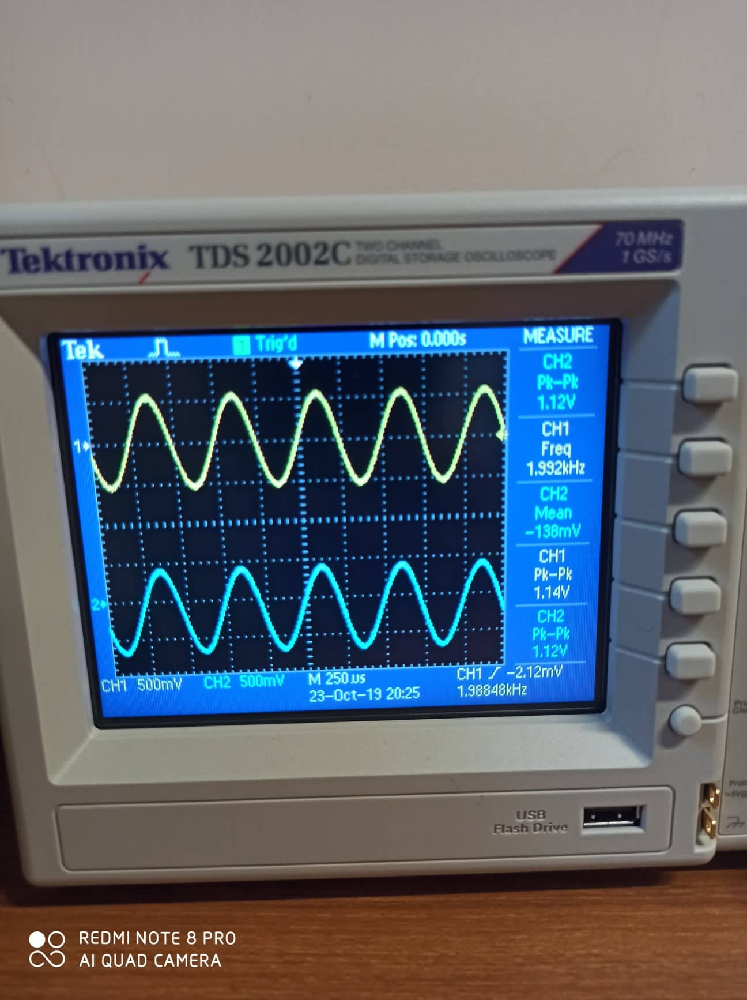 Tektronix TDS 2002C TWO CHANNEL
DIGITAL STORAGE OSCILLOSCOPE
70 MHz
1 GS/s
Tek T Trig'd M Pos: 0.000s MEASURE
CH2
Pk-Pk
1.12V
CH1
Freq
1.992kHz
CH2
Mean
-138mV
CH1
Pk-Pk
1.14V
CH2
Pk-Pk
1.12V
1
2
CH1 500mV CH2 500mV M 250µs CH1 -2.12mV
23-Oct-19 20:25 1.98848kHz
USB
Flash Drive
~5V@
REDMI NOTE 8 PRO
AI QUAD CAMERA